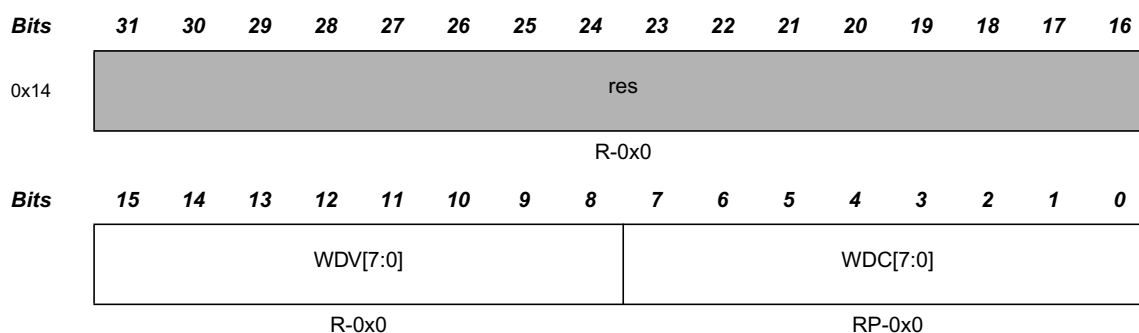 Bits 31 30 29 28 27 26 25 24 23 22 21 20 19 18 17 16
0x14 res
R-0x0
Bits 15 14 13 12 11 10 9 8 7 6 5 4 3 2 1 0
WDV[7:0] WDC[7:0]
R-0x0 RP-0x0